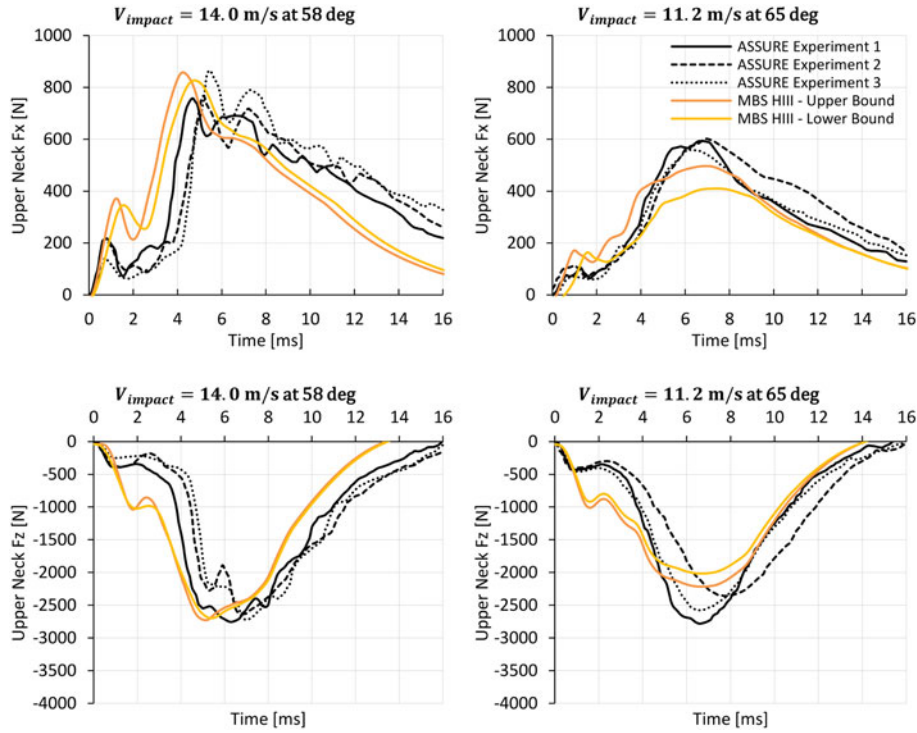 V_impact = 14.0 m/s at 58 deg
V_impact = 11.2 m/s at 65 deg
1000
800
600
400
200
0
Upper Neck Fx [N]
0 2 4 6 8 10 12 14 16
Time [ms]
1000
800
600
400
200
0
Upper Neck Fx [N]
ASSURE Experiment 1
ASSURE Experiment 2
ASSURE Experiment 3
MBS HIII - Upper Bound
MBS HIII - Lower Bound
0 2 4 6 8 10 12 14 16
Time [ms]
V_impact = 14.0 m/s at 58 deg
0 2 4 6 8 10 12 14 16
0
-500
-1000
-1500
-2000
-2500
-3000
-3500
-4000
Upper Neck Fz [N]
Time [ms]
V_impact = 11.2 m/s at 65 deg
0 2 4 6 8 10 12 14 16
0
-500
-1000
-1500
-2000
-2500
-3000
-3500
-4000
Upper Neck Fz [N]
Time [ms]